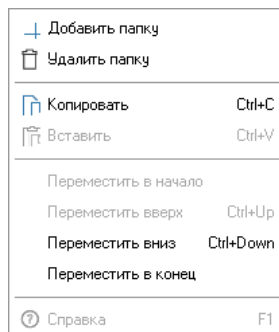 Добавить папку
Удалить папку
Копировать Ctrl+C
Вставить Ctrl+V
Переместить в начало
Переместить вверх Ctrl+Up
Переместить вниз Ctrl+Down
Переместить в конец
Справка F1